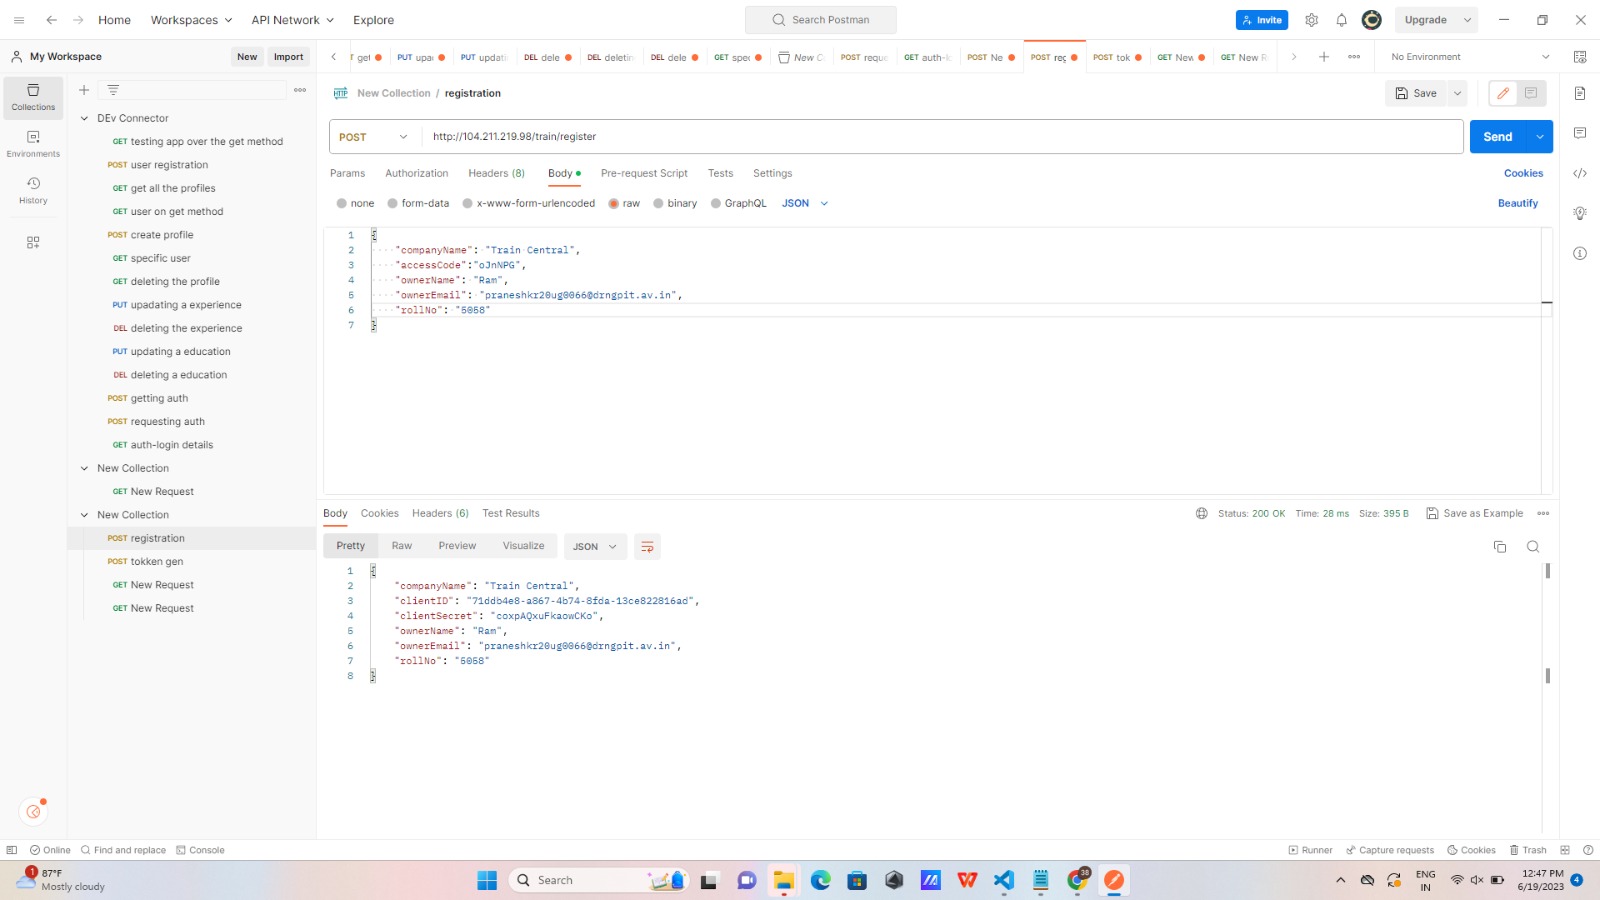 Home Workspaces API Network Explore Search Postman Invite Upgrade
My Workspace New Import get PUT upa PUT updati DEL dele DEL deletin DEL dele GET spec New C POST reque GET auth-l POST Ne POST reg POST tok GET New GET New R No Environment
Collections
Environments
History
DEv Connector
GET testing app over the get method
POST user registration
GET get all the profiles
GET user on get method
POST create profile
GET specific user
GET deleting the profile
PUT upadating a experience
DEL deleting the experience
PUT updating a education
DEL deleting a education
POST getting auth
POST requesting auth
GET auth-login details
New Collection
GET New Request
New Collection
POST registration
POST tokken gen
GET New Request
GET New Request
HTTP New Collection / registration Save
POST http://104.211.219.98/train/register Send
Params Authorization Headers (8) Body Pre-request Script Tests Settings Cookies
none form-data x-www-form-urlencoded raw binary GraphQL JSON Beautify
1 {
2 "companyName": "Train Central",
3 "accessCode":"oJnNPG",
4 "ownerName": "Ram",
5 "ownerEmail": "praneshkr20ug0066@drngpit.av.in",
6 "rollNo": "5058"
7 }
Body Cookies Headers (6) Test Results Status: 200 OK Time: 28 ms Size: 395 B Save as Example
Pretty Raw Preview Visualize JSON
1 {
2 "companyName": "Train Central",
3 "clientID": "71ddb4e8-a867-4b74-8fda-13ce822816ad",
4 "clientSecret": "coxpAQxuFkaowCKo",
5 "ownerName": "Ram",
6 "ownerEmail": "praneshkr20ug0066@drngpit.av.in",
7 "rollNo": "5058"
8 }
Online Find and replace Console Runner Capture requests Cookies Trash
1 87°F
Mostly cloudy
Search
38
ENG
IN
12:47 PM
6/19/2023
4